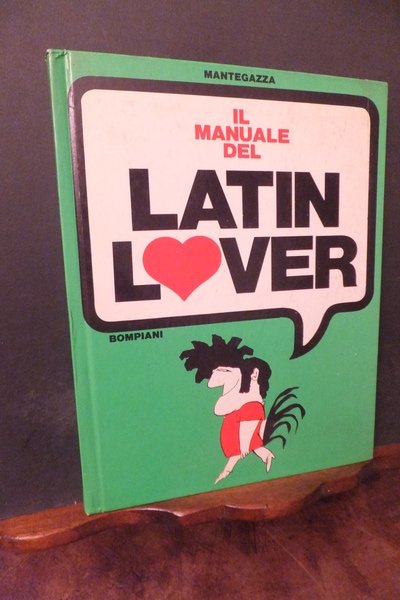 MANTEGAZZA
IL
MANUALE
DEL
LATIN
LOVER
BOMPIANI